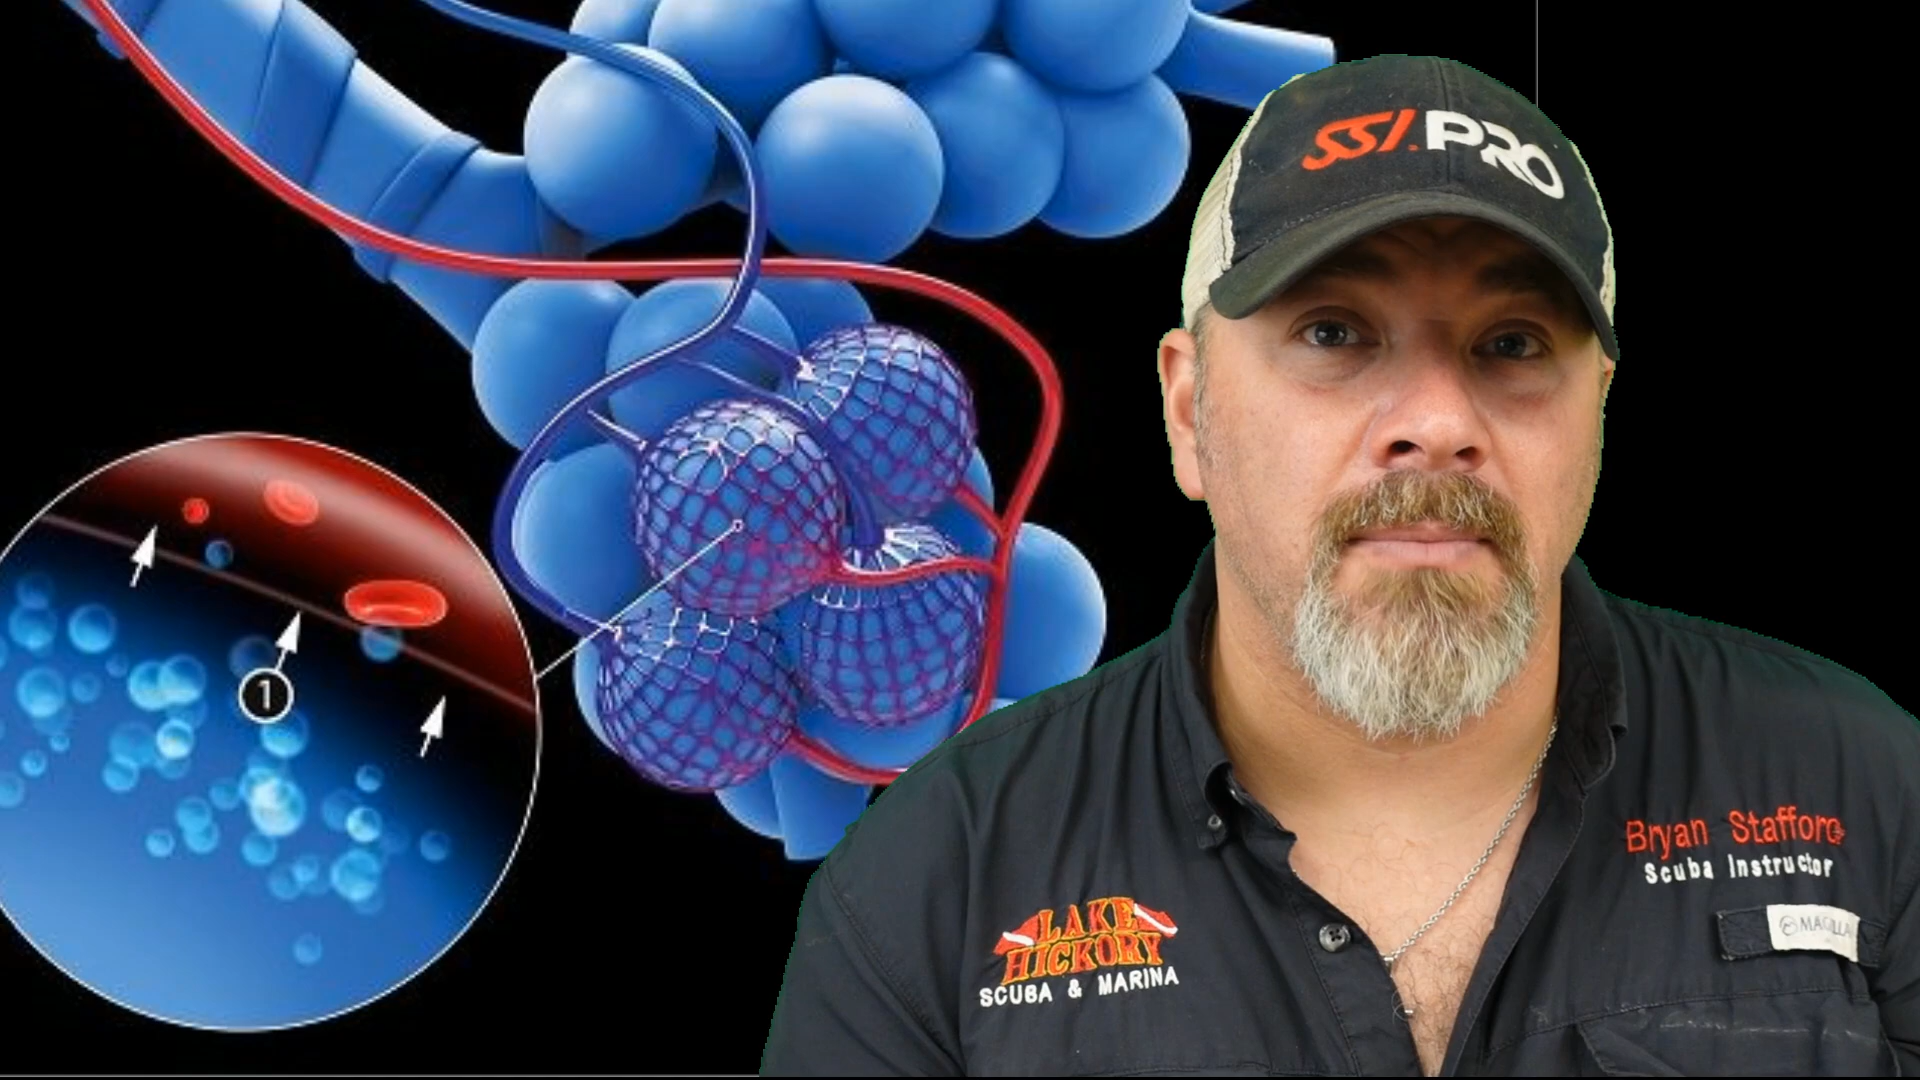 SSI.PRO
1
Bryan Stafford
Scuba Instructor
LAKE
HICKORY
SCUBA & MARINA